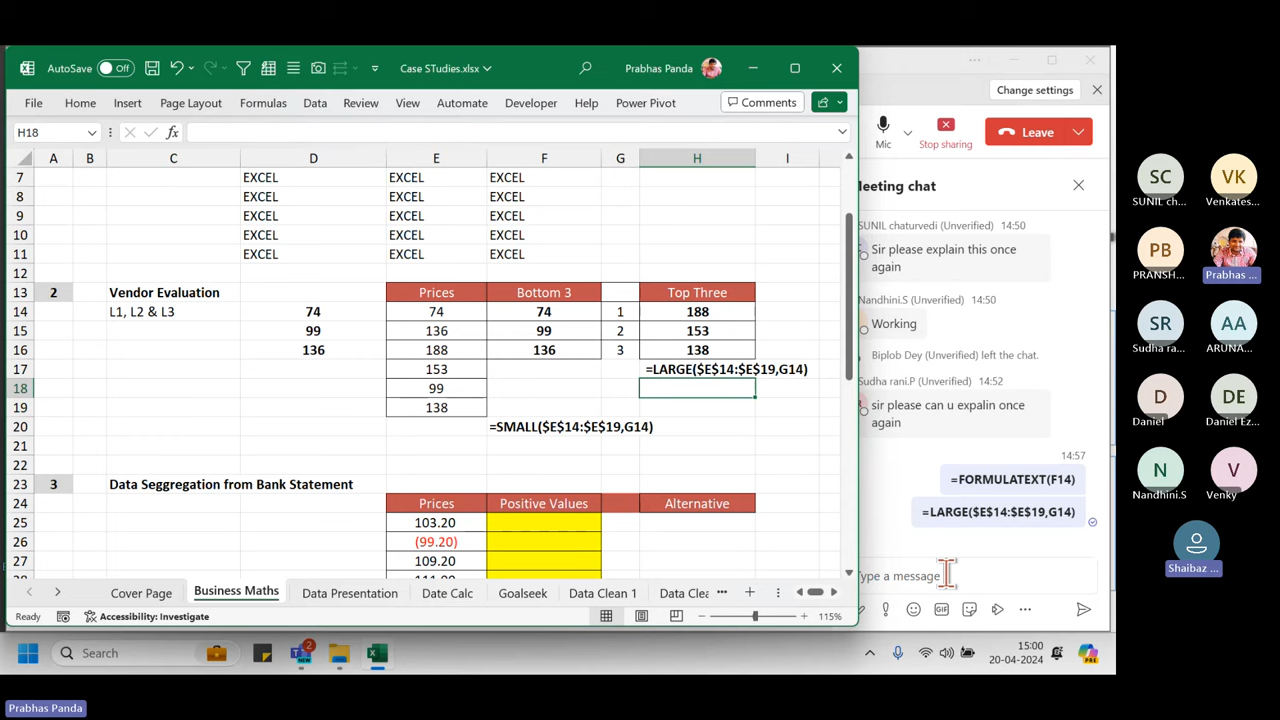 AutoSave Off Case STudies.xlsx Prabhas Panda
Change settings
File Home Insert Page Layout Formulas Data Review View Automate Developer Help Power Pivot Comments
Mic Stop sharing Leave
H18 fx
A B C D E F G H I
7 EXCEL EXCEL EXCEL
8 EXCEL EXCEL EXCEL
9 EXCEL EXCEL EXCEL
10 EXCEL EXCEL EXCEL
11 EXCEL EXCEL EXCEL
12
13 2 Vendor Evaluation Prices Bottom 3 Top Three
14 L1, L2 & L3 74 74 74 1 188
15 99 136 99 2 153
16 136 188 136 3 138
17 153 =LARGE($E$14:$E$19,G14)
18 99
19 138
20 =SMALL($E$14:$E$19,G14)
21
22
23 3 Data Seggregation from Bank Statement
24 Prices Positive Values Alternative
25 103.20
26 (99.20)
27 109.20
Cover Page Business Maths Data Presentation Date Calc Goalseek Data Clean 1 Data Clea
Ready Accessibility: Investigate 115%
Meeting chat
SUNIL chaturvedi (Unverified) 14:50
Sir please explain this once
again
Nandhini.S (Unverified) 14:50
Working
Biplob Dey (Unverified) left the chat.
Sudha rani.P (Unverified) 14:52
sir please can u expalin once
again
14:57
=FORMULATEXT(F14)
=LARGE($E$14:$E$19,G14)
Type a message
GIF
SC VK
SUNIL ch... Venkates...
PB
PRANSH... Prabhas ...
SR AA
Sudha ra... ARUNA...
D DE
Daniel Daniel Ez...
N V
Nandhini.S Venky
Shaibaz ...
Search
2
NEW
15:00
20-04-2024
PRE
Prabhas Panda